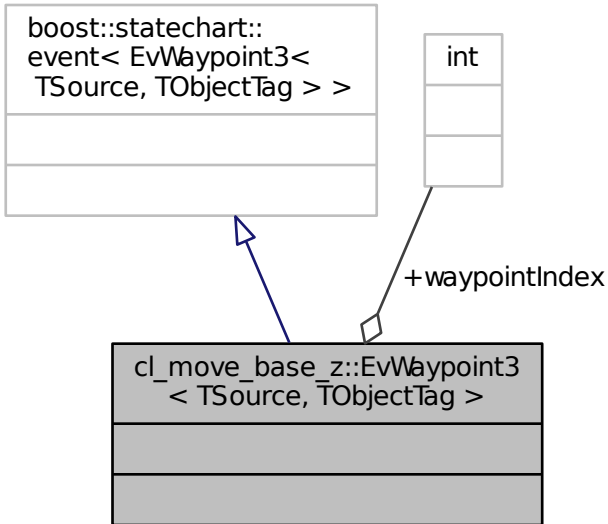 boost::statechart::
event< EvWaypoint3<
TSource, TObjectTag > >
int
+waypointIndex
cl_move_base_z::EvWaypoint3
< TSource, TObjectTag >